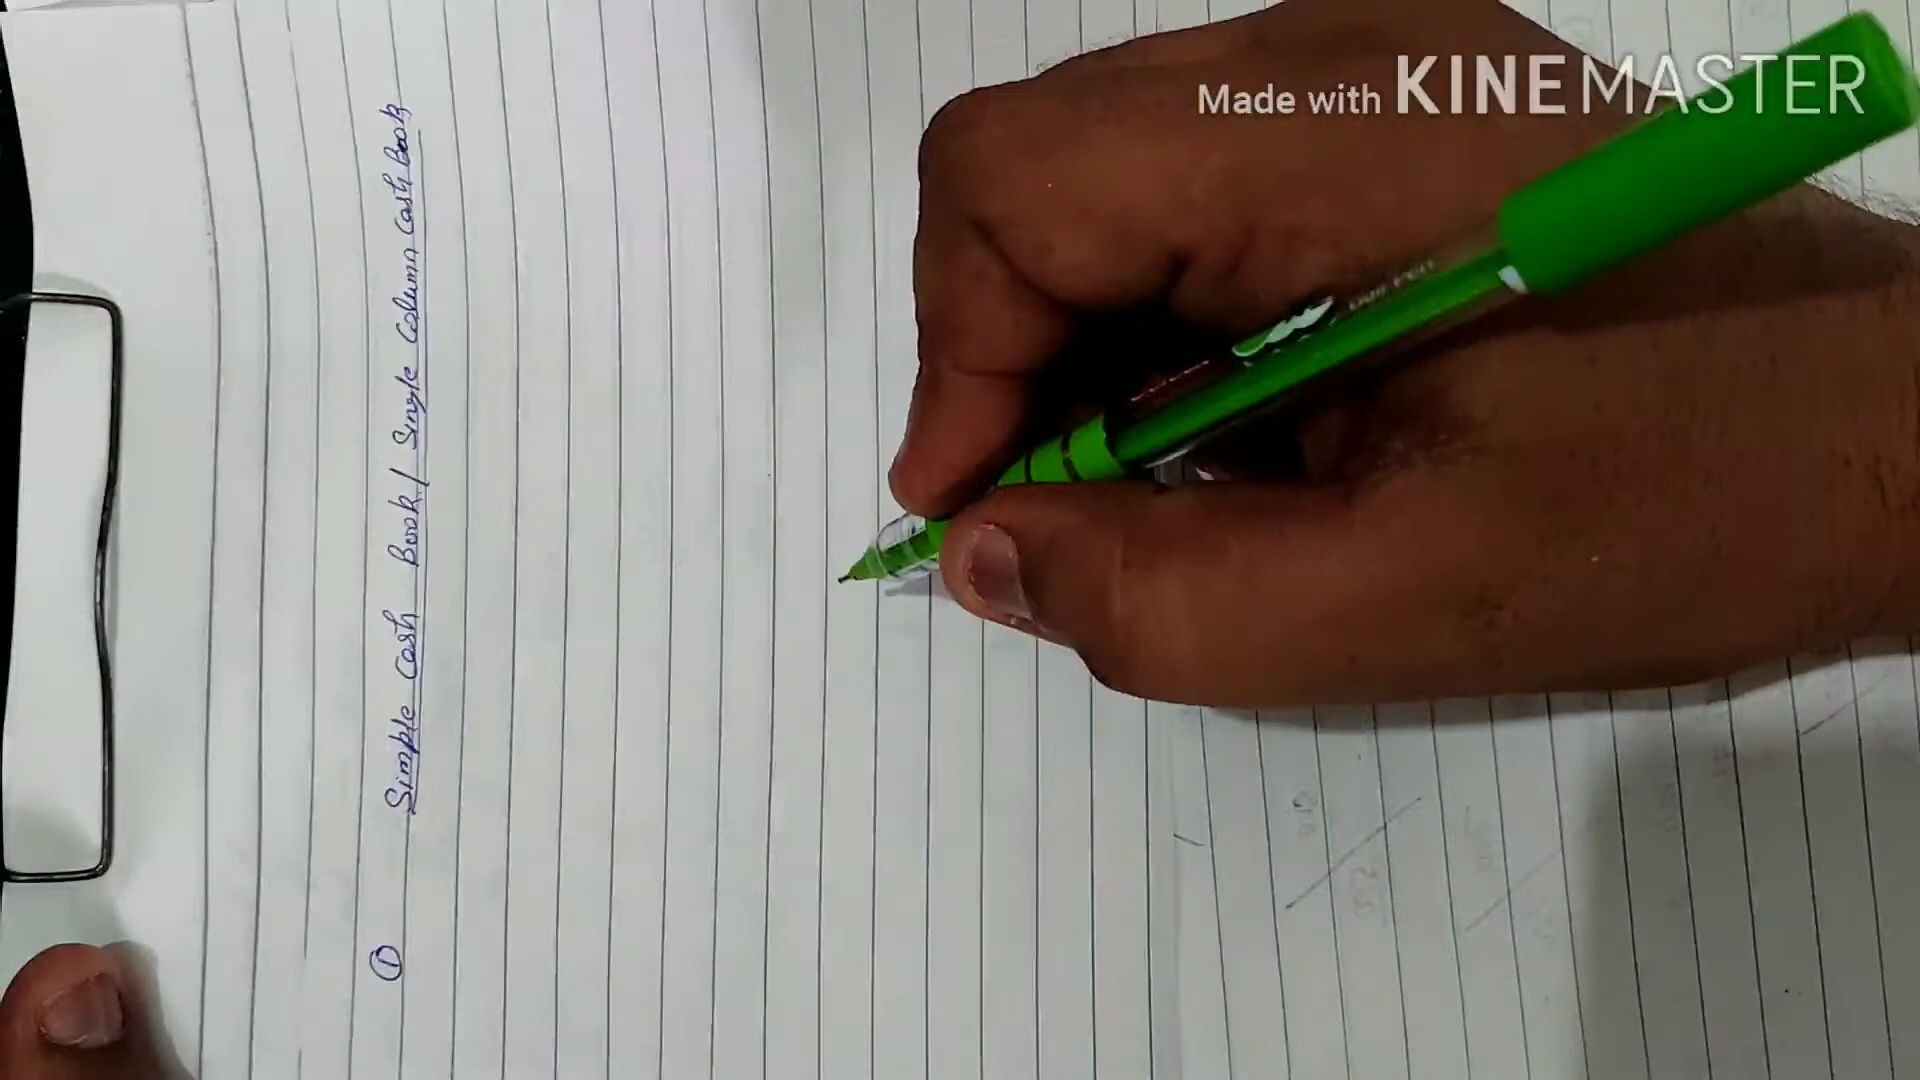 Made with KINEMASTER
① Simple Cash Book / Single Column Cash Book